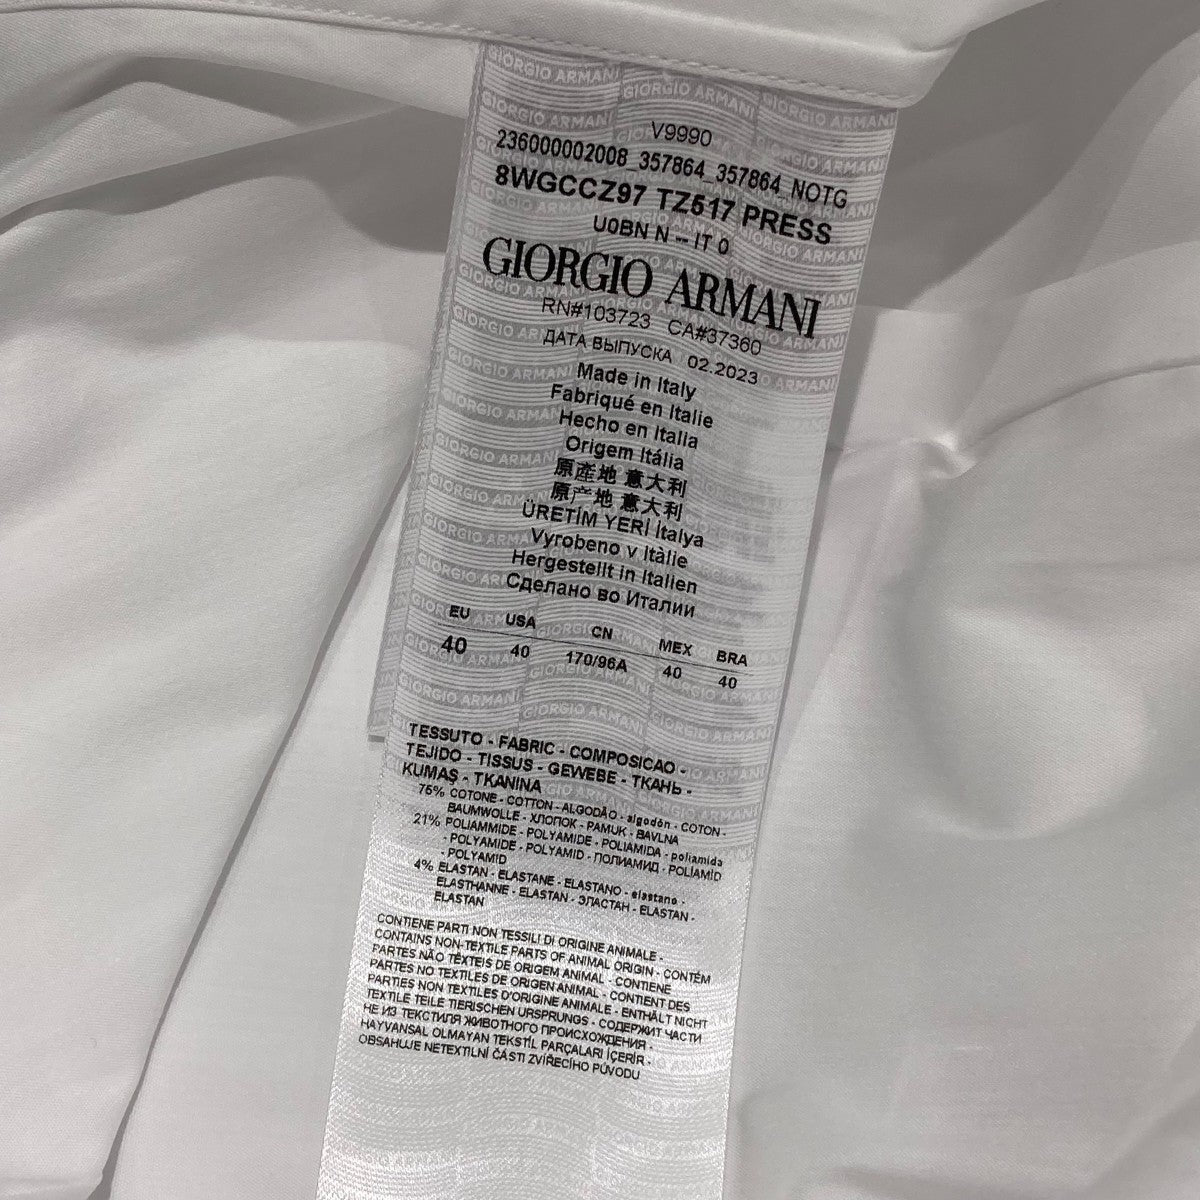 V9990
236000002008_357864_357864_NOTG
8WGCCZ97 TZ517 PRESS
U0BN N -- IT 0
GIORGIO ARMANI
RN#103723 CA#37360
ДАТА ВЫПУСКА 02.2023
Made in Italy
Fabriqué en Italie
Hecho en Italia
Origem Itália
原產地 意大利
原产地 意大利
ÜRETİM YERİ İtalya
Vyrobeno v Itàlie
Hergestellt in Italien
Сделано во Италии
EU USA CN MEX BRA
40 40 170/96A 40 40
TESSUTO - FABRIC - COMPOSICAO -
TEJIDO - TISSUS - GEWEBE - ТКАНЬ -
KUMAŞ - TKANINA
75% COTONE - COTTON - ALGODÃO - algodón - COTON -
BAUMWOLLE - ХЛОПОК - PAMUK - BAVLNA
21% POLIAMMIDE - POLYAMIDE - POLIAMIDA - poliamida
- POLYAMIDE - POLYAMID - ПОЛИАМИД - POLİAMİD
- POLYAMID
4% ELASTAN - ELASTANE - ELASTANO - elastano -
ELASTHANNE - ELASTAN - ЭЛАСТАН - ELASTAN -
ELASTAN
CONTIENE PARTI NON TESSILI DI ORIGINE ANIMALE -
CONTAINS NON-TEXTILE PARTS OF ANIMAL ORIGIN - CONTÉM
PARTES NÃO TÊXTEIS DE ORIGEM ANIMAL - CONTIENE
PARTES NO TEXTILES DE ORIGEN ANIMAL - CONTIENT DES
PARTIES NON TEXTILES D'ORIGINE ANIMALE - ENTHÄLT NICHT
TEXTILE TEILE TIERISCHEN URSPRUNGS - СОДЕРЖИТ ЧАСТИ
НЕ ИЗ ТЕКСТИЛЯ ЖИВОТНОГО ПРОИСХОЖДЕНИЯ -
HAYVANSAL OLMAYAN TEKSTİL PARÇALARI İÇERİR -
OBSAHUJE NETEXTILNÍ ČÁSTI ZVÍŘECÍHO PŮVODU